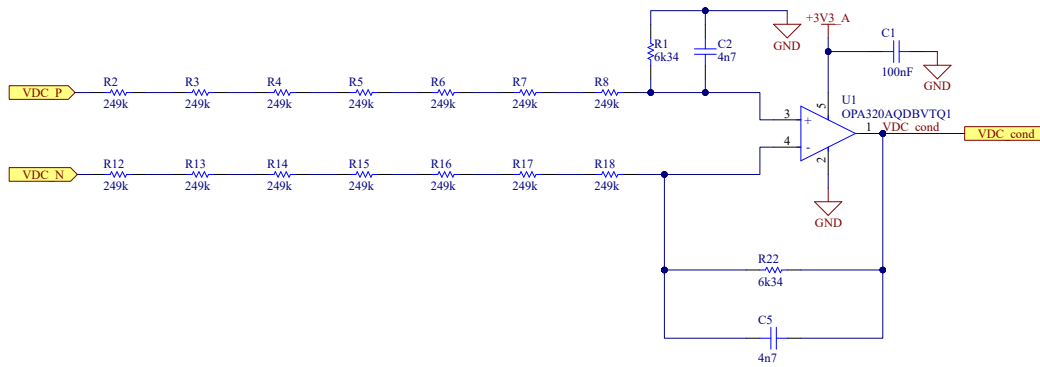 +3V3_A
R1
6k34
C2
4n7
GND
C1
100nF
GND
VDC_P
R2
249k
R3
249k
R4
249k
R5
249k
R6
249k
R7
249k
R8
249k
U1
OPA320AQDBVTQ1
3
+
4
-
5
2
1
VDC_cond
VDC_cond
VDC_N
R12
249k
R13
249k
R14
249k
R15
249k
R16
249k
R17
249k
R18
249k
GND
R22
6k34
C5
4n7